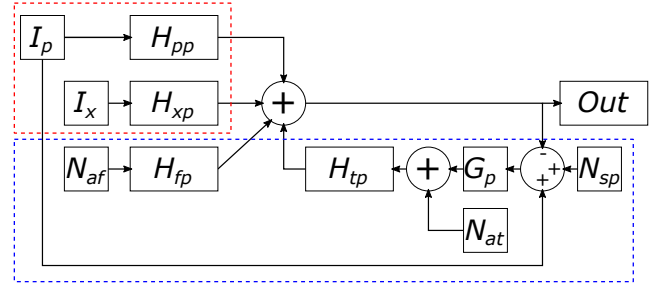 I_p H_pp
I_x H_xp + Out
N_af H_fp H_tp + G_p - + + N_sp
N_at